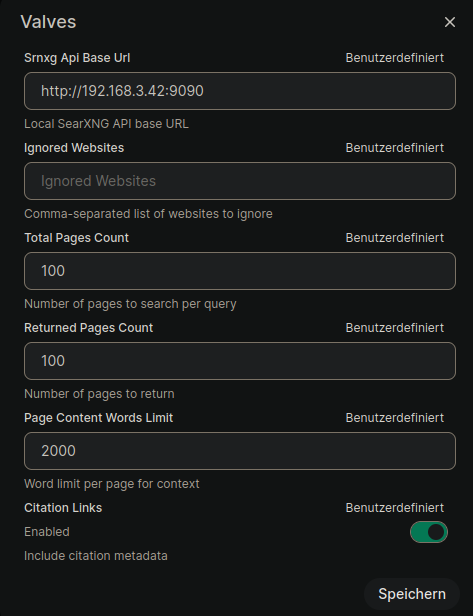 Valves
Srnxg Api Base Url Benutzerdefiniert
http://192.168.3.42:9090
Local SearXNG API base URL
Ignored Websites Benutzerdefiniert
Ignored Websites
Comma-separated list of websites to ignore
Total Pages Count Benutzerdefiniert
100
Number of pages to search per query
Returned Pages Count Benutzerdefiniert
100
Number of pages to return
Page Content Words Limit Benutzerdefiniert
2000
Word limit per page for context
Citation Links Benutzerdefiniert
Enabled
Include citation metadata
Speichern